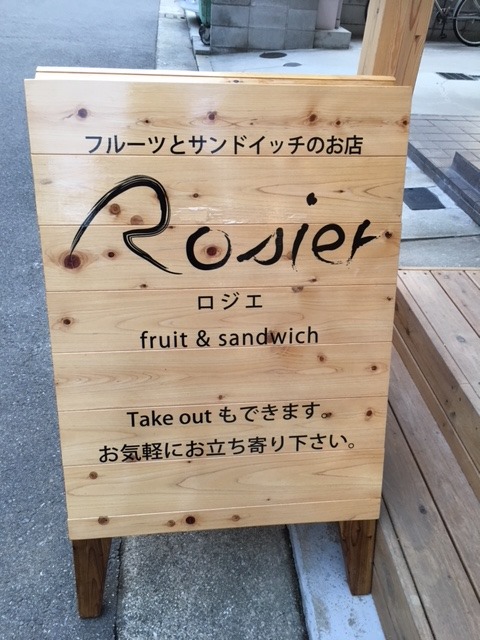 フルーツとサンドイッチのお店
Rosier
ロジエ
fruit & sandwich
Take out もできます。
お気軽にお立ち寄り下さい。